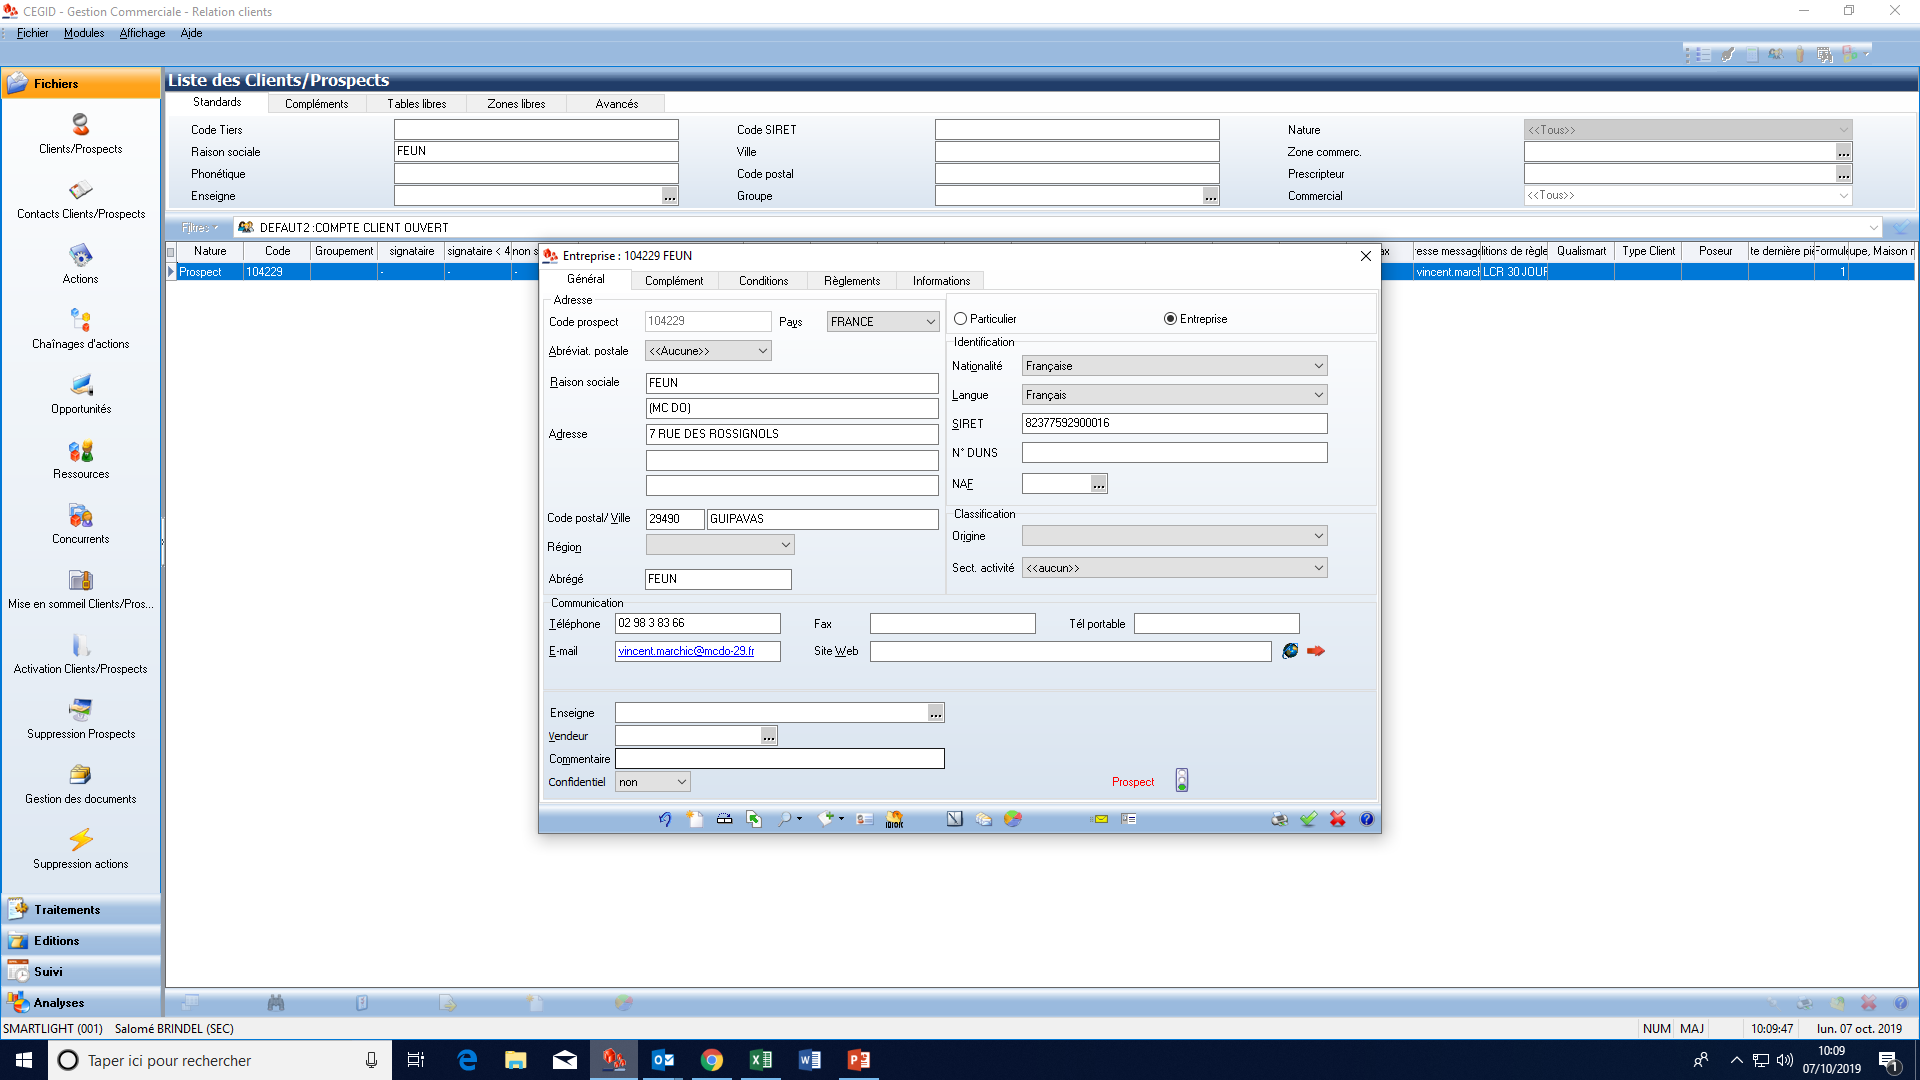 CEGID - Gestion Commerciale - Relation clients
Fichier Modules Affichage Aide
Fichiers
Clients/Prospects
Contacts Clients/Prospects
Actions
Chaînages d'actions
Opportunités
Ressources
Concurrents
Mise en sommeil Clients/Pros...
Activation Clients/Prospects
Suppression Prospects
Gestion des documents
Suppression actions
Traitements
Editions
Suivi
Analyses
Liste des Clients/Prospects
Standards Compléments Tables libres Zones libres Avancés
Code Tiers Code SIRET Nature <<Tous>>
Raison sociale FEUN Ville Zone commerc. ...
Phonétique Code postal Prescripteur ...
Enseigne ... Groupe ... Commercial <<Tous>>
Filtres DEFAUT2 :COMPTE CLIENT OUVERT
Nature Code Groupement signataire signataire < 4 non s
resse message itions de règle Qualismart Type Client Poseur te dernière piè Formule upe, Maison r
Prospect 104229 - - - vincent.march LCR 30 JOUR 1
Entreprise : 104229 FEUN
Général Complément Conditions Règlements Informations
Adresse
Code prospect 104229 Pays FRANCE
Abréviat. postale <<Aucune>>
Raison sociale FEUN
(MC DO)
Adresse 7 RUE DES ROSSIGNOLS
Code postal/ Ville 29490 GUIPAVAS
Région
Abrégé FEUN
Particulier Entreprise
Identification
Nationalité Française
Langue Français
SIRET 82377592900016
N° DUNS
NAF ...
Classification
Origine
Sect. activité <<aucun>>
Communication
Téléphone 02 98 3 83 66 Fax Tél portable
E-mail vincent.marchic@mcdo-29.fr Site Web
Enseigne ...
Vendeur ...
Commentaire
Confidentiel non Prospect
SMARTLIGHT (001) Salomé BRINDEL (SEC) NUM MAJ 10:09:47 lun. 07 oct. 2019
Taper ici pour rechercher
10:09
07/10/2019
1